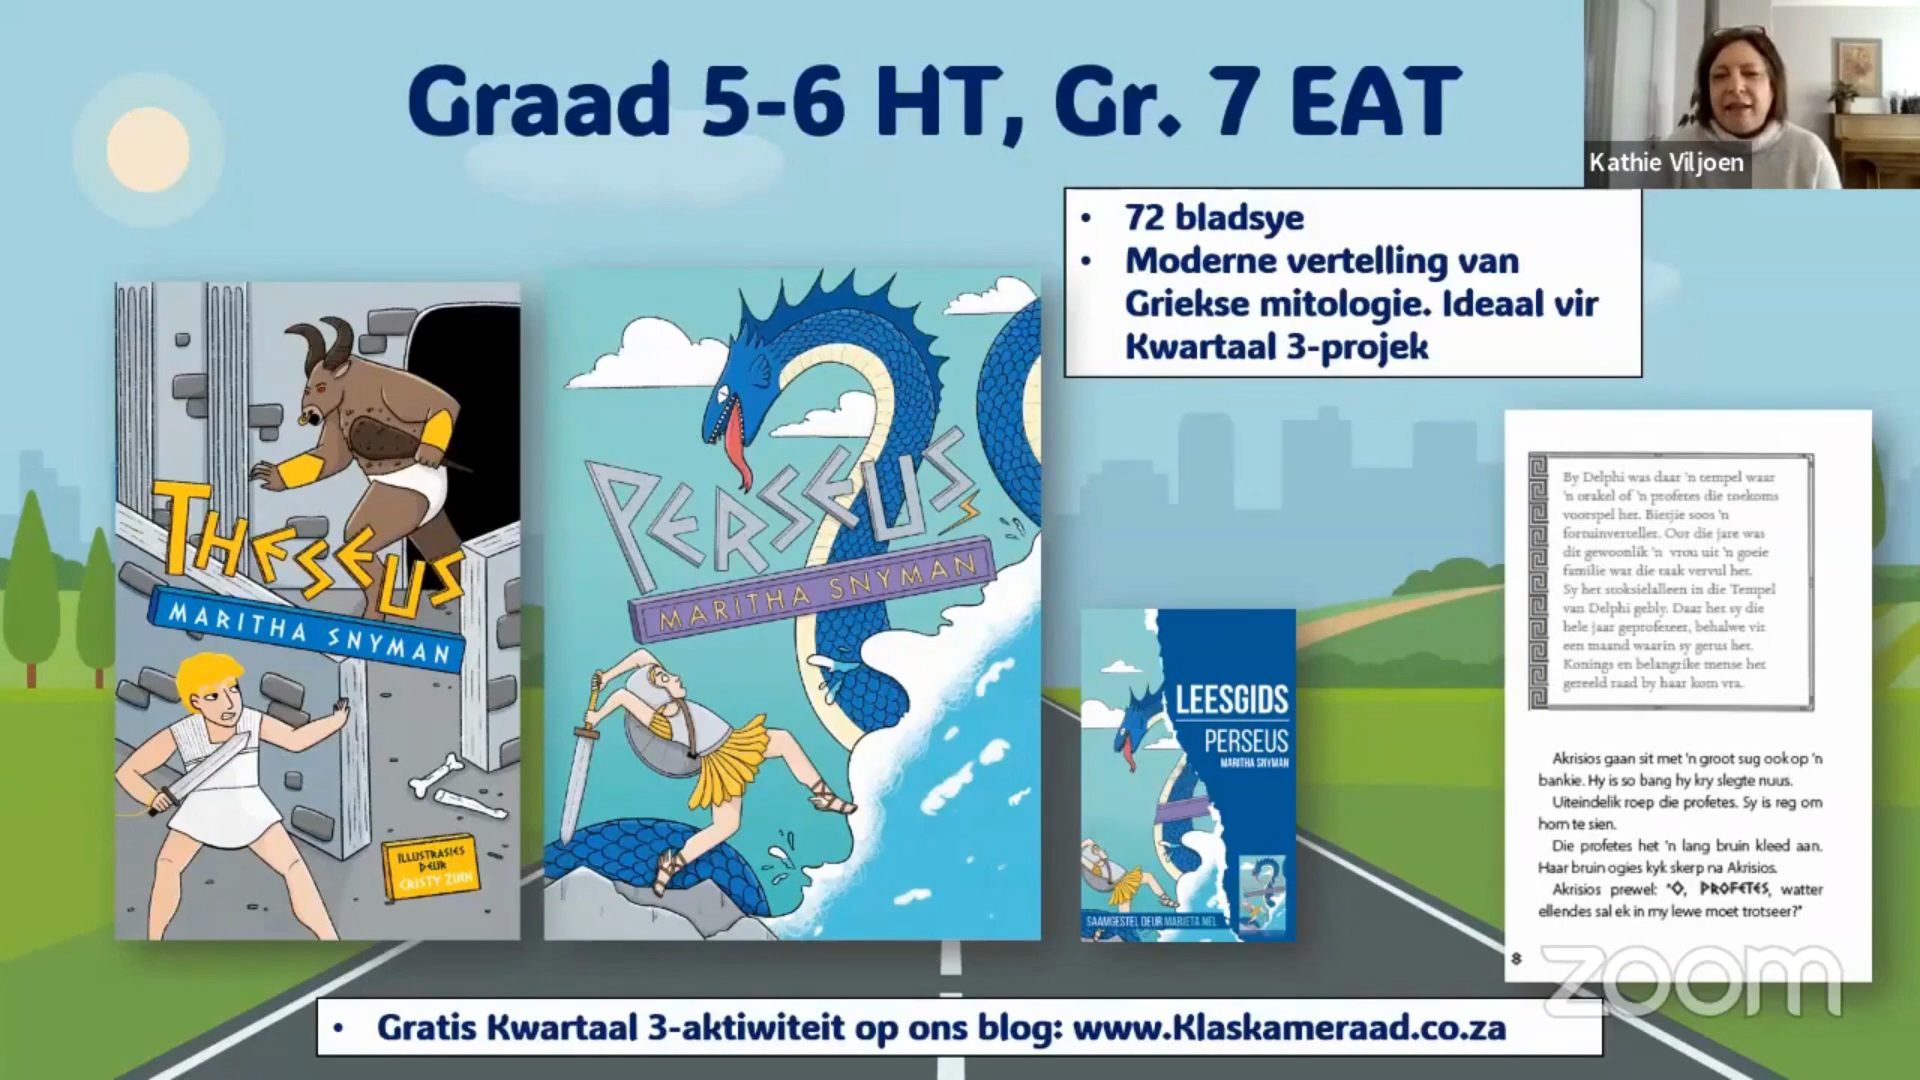 Graad 5-6 HT, Gr. 7 EAT
Kathie Viljoen
• 72 bladsye
• Moderne vertelling van
Griekse mitologie. Ideaal vir
Kwartaal 3-projek
THESEUS
MARITHA SNYMAN
ILLUSTRASIES
DEUR
CRISTY ZINN
PERSEUS
MARITHA SNYMAN
LEESGIDS
PERSEUS
MARITHA SNYMAN
SAAMGESTEL DEUR MARIETA NEL
By Delphi was daar 'n tempel waar
'n orakel of 'n profetes die toekoms
voorspel het. Bietjie soos 'n
fortuinverteller. Oor die jare was
dit gewoonlik 'n vrou uit 'n goeie
familie wat die taak vervul het.
Sy het stoksielalleen in die Tempel
van Delphi gebly. Daar het sy die
hele jaar geprofeteer, behalwe vir
een maand waarin sy gerus het.
Konings en belangrike mense het
gereeld raad by haar kom vra.
Akrisios gaan sit met 'n groot sug ook op 'n
bankie. Hy is so bang hy kry slegte nuus.
Uiteindelik roep die profetes. Sy is reg om
hom te sien.
Die profetes het 'n lang bruin kleed aan.
Haar bruin ogies kyk skerp na Akrisios.
Akrisios prewel: "O, PROFETES, watter
ellendes sal ek in my lewe moet trotseer?"
8
zoom
• Gratis Kwartaal 3-aktiwiteit op ons blog: www.Klaskameraad.co.za